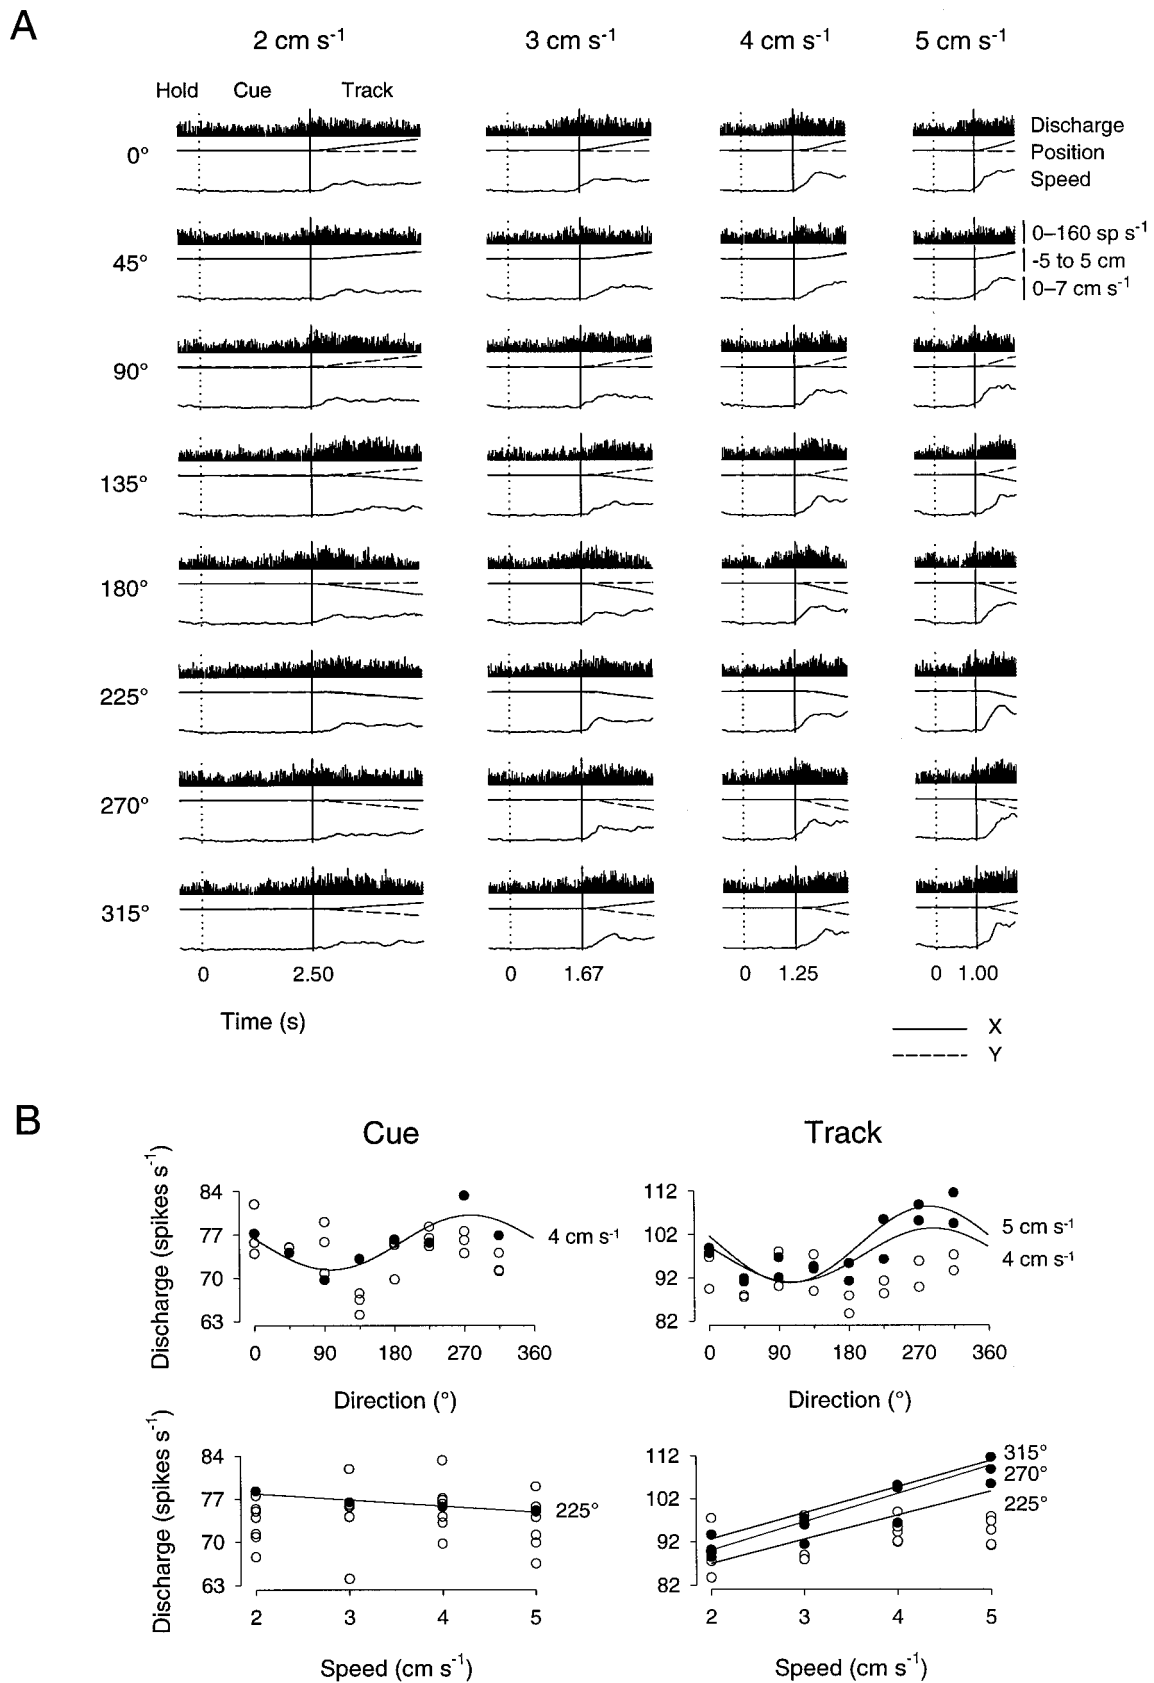 A
2 cm s-1 3 cm s-1 4 cm s-1 5 cm s-1
Hold Cue Track
0° Discharge
Position
Speed
45° 0–160 sp s-1
-5 to 5 cm
0–7 cm s-1
90°
135°
180°
225°
270°
315°
0 2.50 0 1.67 0 1.25 0 1.00
Time (s)
X
Y
B
Cue Track
Discharge (spikes s-1)
84
77
70
63
4 cm s-1
0 90 180 270 360
Direction (°)
112
102
92
82
5 cm s-1
4 cm s-1
0 90 180 270 360
Direction (°)
Discharge (spikes s-1)
84
77
70
63
225°
2 3 4 5
Speed (cm s-1)
112
102
92
82
315°
270°
225°
2 3 4 5
Speed (cm s-1)